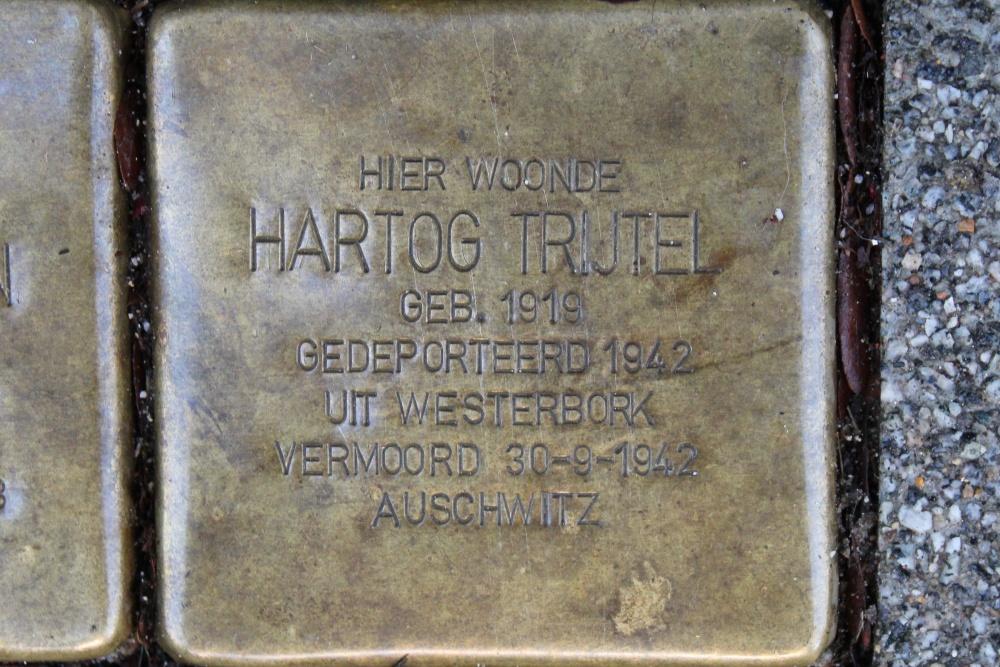 HIER WOONDE
HARTOG TRIJTEL
GEB. 1919
GEDEPORTEERD 1942
UIT WESTERBORK
VERMOORD 30-9-1942
AUSCHWITZ